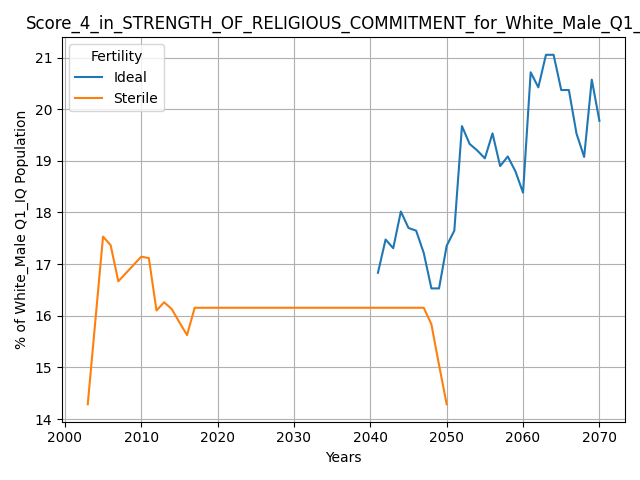 Score_4_in_STRENGTH_OF_RELIGIOUS_COMMITMENT_for_White_Male_Q1_
Fertility
Ideal
Sterile
% of White_Male Q1_IQ Population
21
20
19
18
17
16
15
14
2000 2010 2020 2030 2040 2050 2060 2070
Years